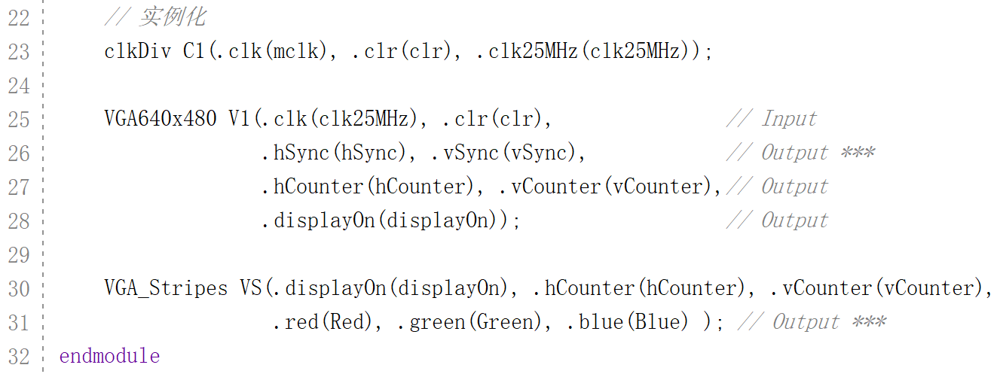 22 // 实例化
23 clkDiv C1(.clk(mclk), .clr(clr), .clk25MHz(clk25MHz));
24
25 VGA640x480 V1(.clk(clk25MHz), .clr(clr), // Input
26 .hSync(hSync), .vSync(vSync), // Output ***
27 .hCounter(hCounter), .vCounter(vCounter),// Output
28 .displayOn(displayOn)); // Output
29
30 VGA_Stripes VS(.displayOn(displayOn), .hCounter(hCounter), .vCounter(vCounter),
31 .red(Red), .green(Green), .blue(Blue) ); // Output ***
32 endmodule